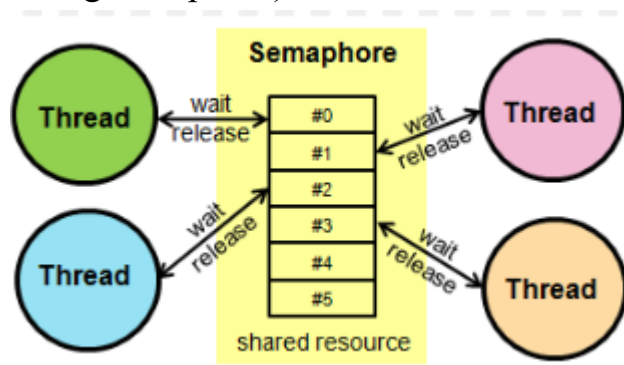 Semaphore
Thread
wait
release
#0
#1
#2
#3
#4
#5
wait
release
Thread
Thread
wait
release
wait
release
Thread
shared resource